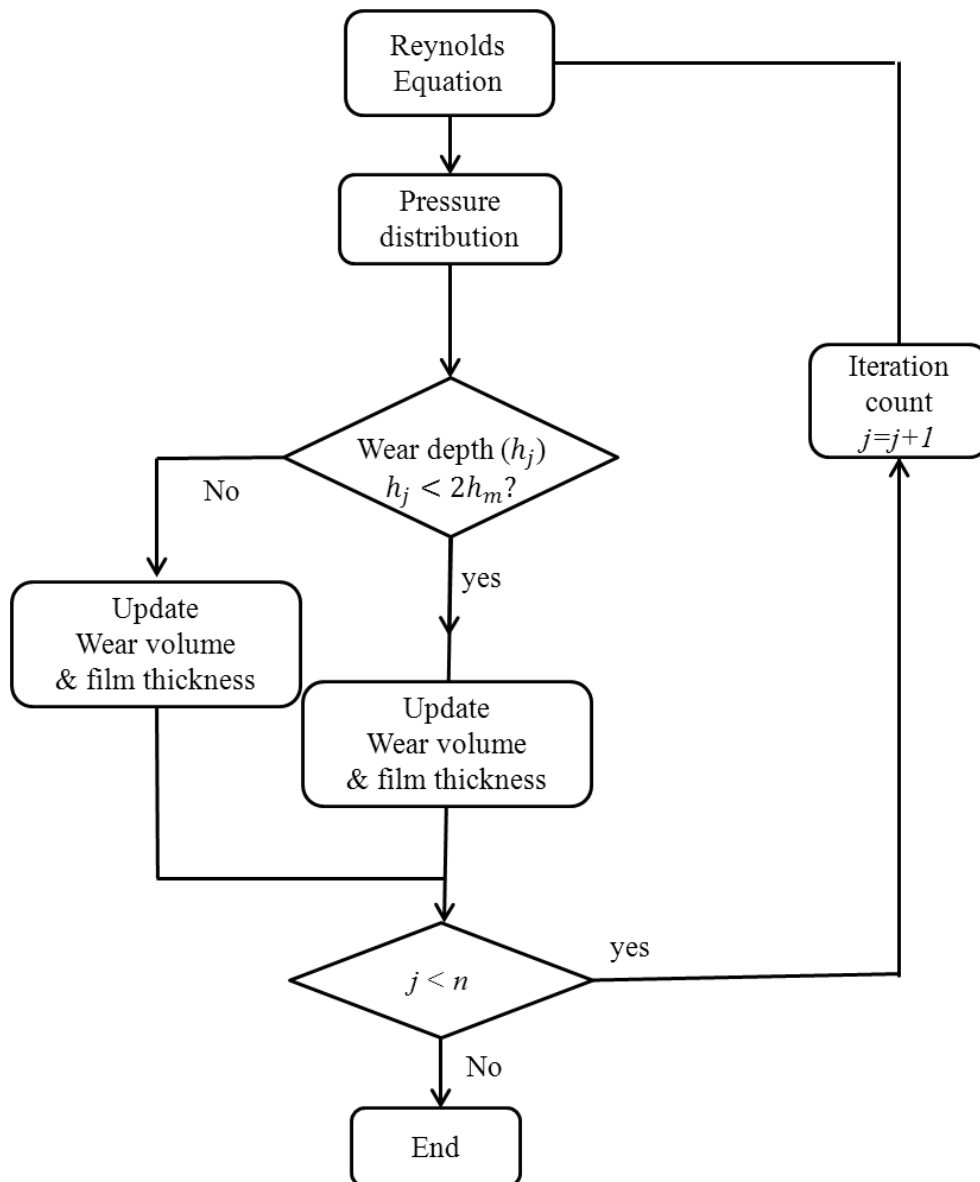 Reynolds
Equation
Pressure
distribution
Iteration
count
j=j+1
Wear depth (hⱼ)
hⱼ < 2hₘ?
No
yes
Update
Wear volume
& film thickness
Update
Wear volume
& film thickness
yes
j < n
No
End